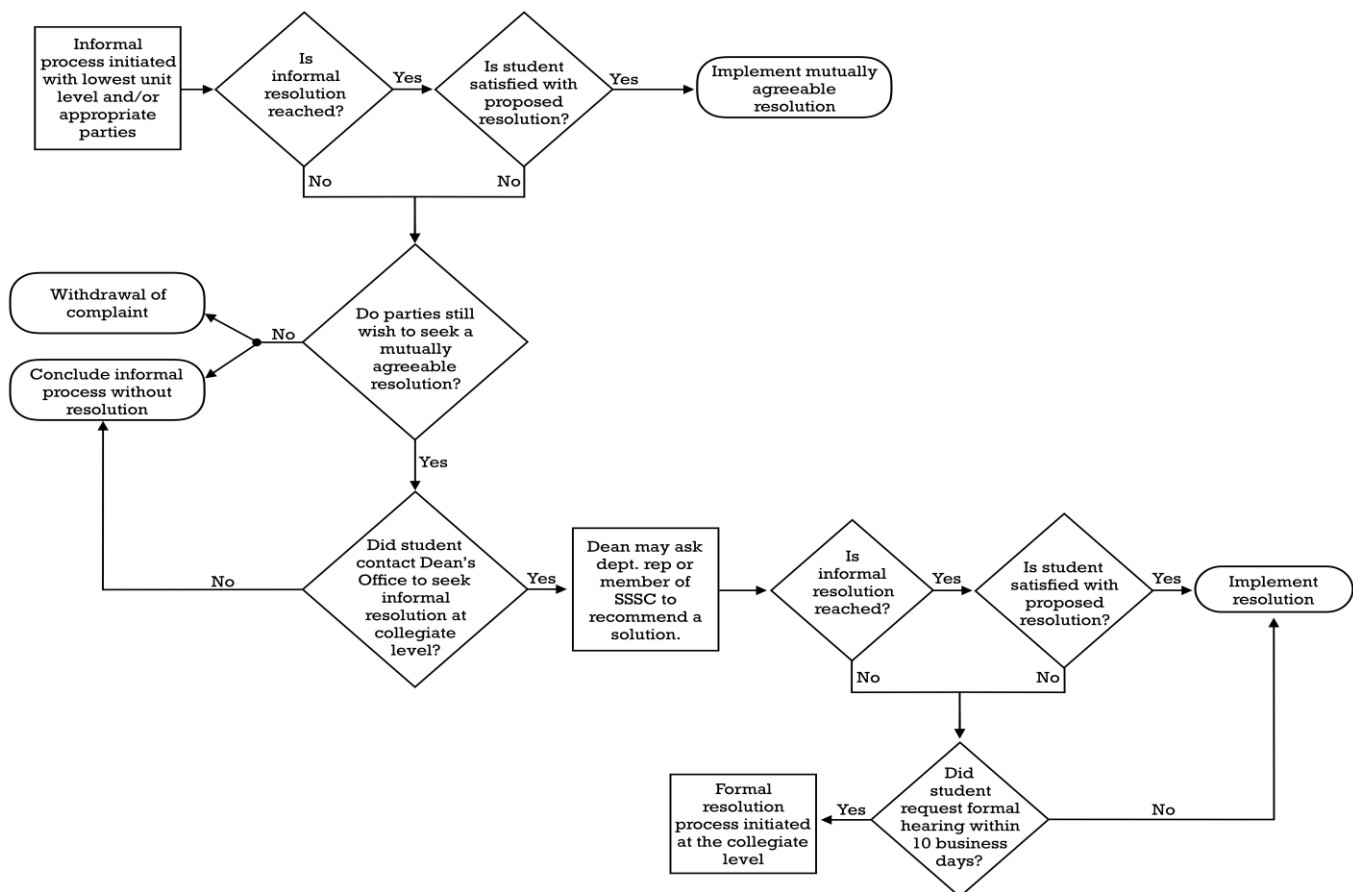 Informal
process initiated
with lowest unit
level and/or
appropriate
parties
Is
informal
resolution
reached?
Yes
Is student
satisfied with
proposed
resolution?
Yes
Implement mutually
agreeable
resolution
No
No
Do parties still
wish to seek a
mutually
agreeable
resolution?
No
Withdrawal of
complaint
Conclude informal
process without
resolution
Yes
Did student
contact Dean's
Office to seek
informal
resolution at
collegiate
level?
No
Yes
Dean may ask
dept. rep or
member of
SSSC to
recommend a
solution.
Is
informal
resolution
reached?
Yes
Is student
satisfied with
proposed
resolution?
Yes
Implement
resolution
No
No
Did
student
request formal
hearing within
10 business
days?
Yes
No
Formal
resolution
process initiated
at the collegiate
level